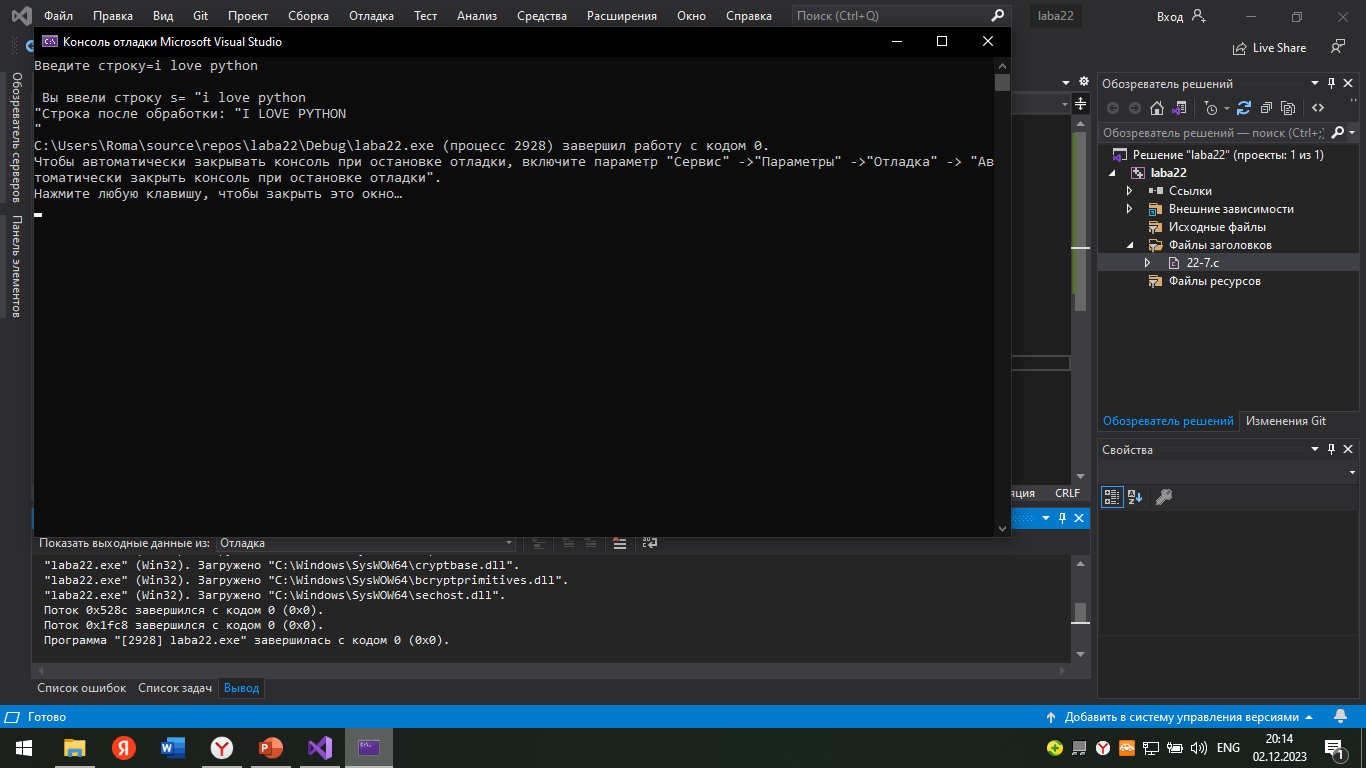 Файл Правка Вид Git Проект Сборка Отладка Тест Анализ Средства Расширения Окно Справка Поиск (Ctrl+Q) laba22 Вход
Консоль отладки Microsoft Visual Studio
Live Share
Введите строку=i love python
Вы ввели строку s= "i love python
"Строка после обработки: "I LOVE PYTHON
"
C:\Users\Roma\source\repos\laba22\Debug\laba22.exe (процесс 2928) завершил работу с кодом 0.
Чтобы автоматически закрывать консоль при остановке отладки, включите параметр "Сервис" ->"Параметры" ->"Отладка" -> "Ав
томатически закрыть консоль при остановке отладки".
Нажмите любую клавишу, чтобы закрыть это окно…
Обозреватель серверов
Панель элементов
Обозреватель решений
Обозреватель решений — поиск (Ctrl+;)
Решение "laba22" (проекты: 1 из 1)
laba22
Ссылки
Внешние зависимости
Исходные файлы
Файлы заголовков
22-7.c
Файлы ресурсов
Обозреватель решений Изменения Git
Свойства
CRLF
Показать выходные данные из: Отладка
"laba22.exe" (Win32). Загружено "C:\Windows\SysWOW64\cryptbase.dll".
"laba22.exe" (Win32). Загружено "C:\Windows\SysWOW64\bcryptprimitives.dll".
"laba22.exe" (Win32). Загружено "C:\Windows\SysWOW64\sechost.dll".
Поток 0x528c завершился с кодом 0 (0x0).
Поток 0x1fc8 завершился с кодом 0 (0x0).
Программа "[2928] laba22.exe" завершилась с кодом 0 (0x0).
Список ошибок Список задач Вывод
Готово Добавить в систему управления версиями
ENG
20:14
02.12.2023
1